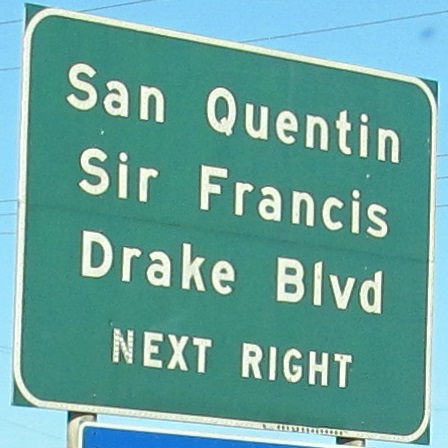 San Quentin
Sir Francis
Drake Blvd
NEXT RIGHT